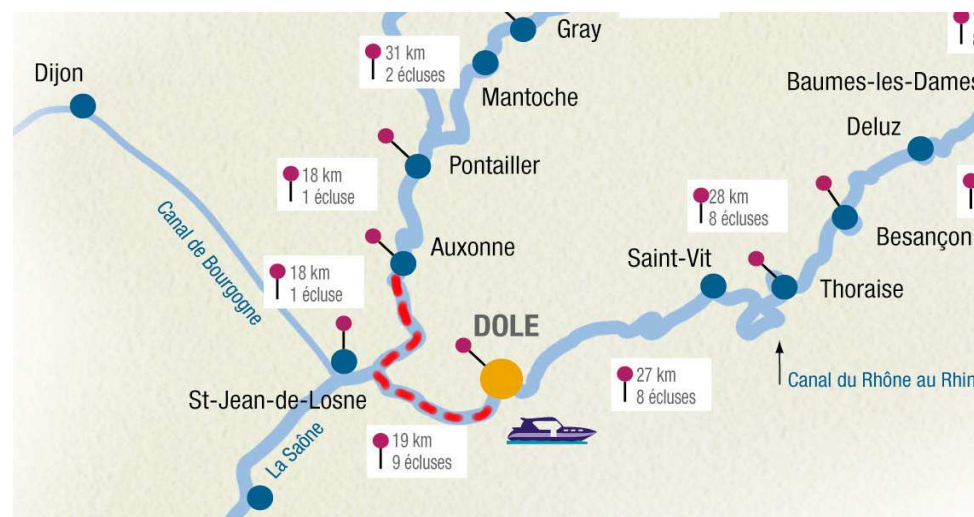 Gray
31 km
2 écluses
Dijon
Mantoche
Baumes-les-Dames
Deluz
Pontailler
18 km
1 écluse
28 km
8 écluses
Besançon
Auxonne
Saint-Vit
Canal de Bourgogne
18 km
1 écluse
Thoraise
DOLE
27 km
8 écluses
Canal du Rhône au Rhin
St-Jean-de-Losne
La Saône
19 km
9 écluses